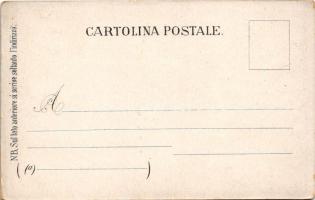 CARTOLINA POSTALE.
N.B. Sul lato anteriore si scrive soltanto l'indirizzo.
A
(a)